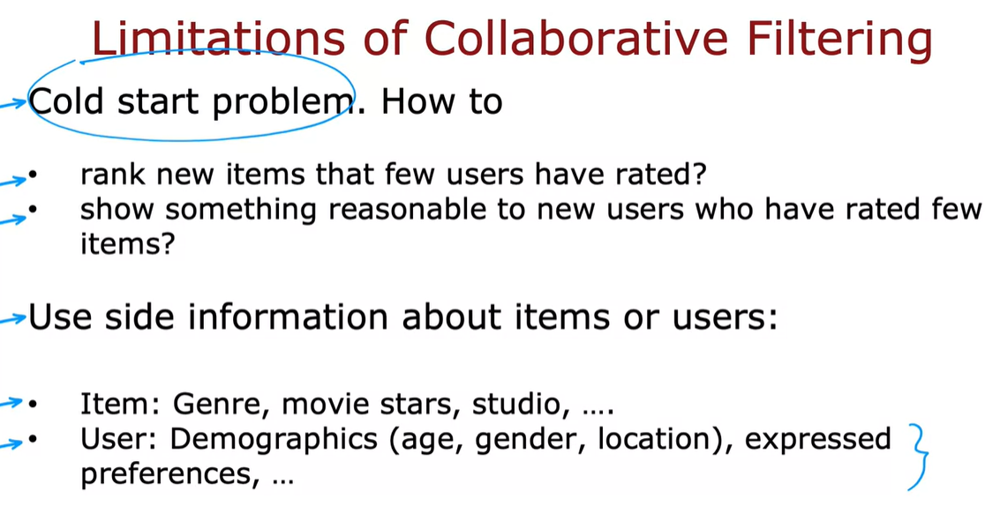 Limitations of Collaborative Filtering
Cold start problem. How to
• rank new items that few users have rated?
• show something reasonable to new users who have rated few
items?
Use side information about items or users:
• Item: Genre, movie stars, studio, ....
• User: Demographics (age, gender, location), expressed
preferences, ...